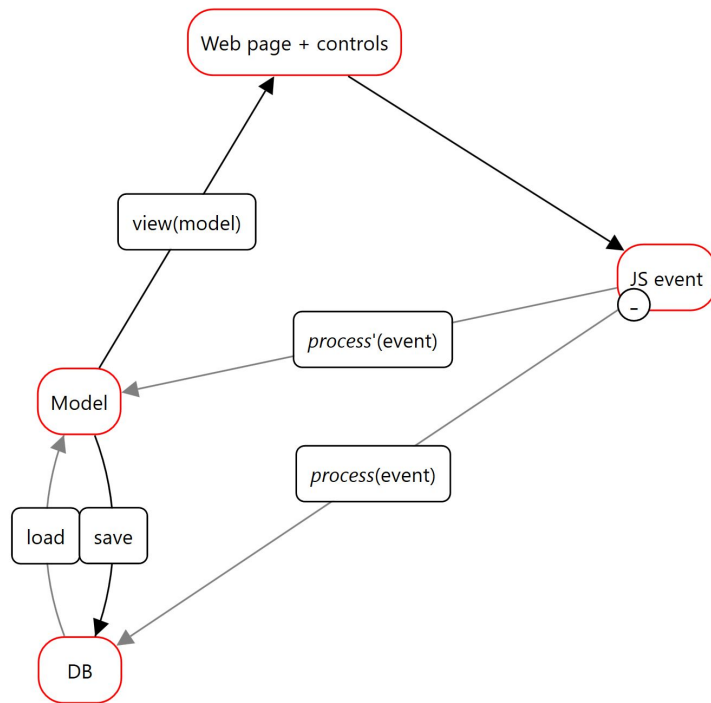 Web page + controls
view(model)
JS event
-
process'(event)
Model
process(event)
load
save
DB